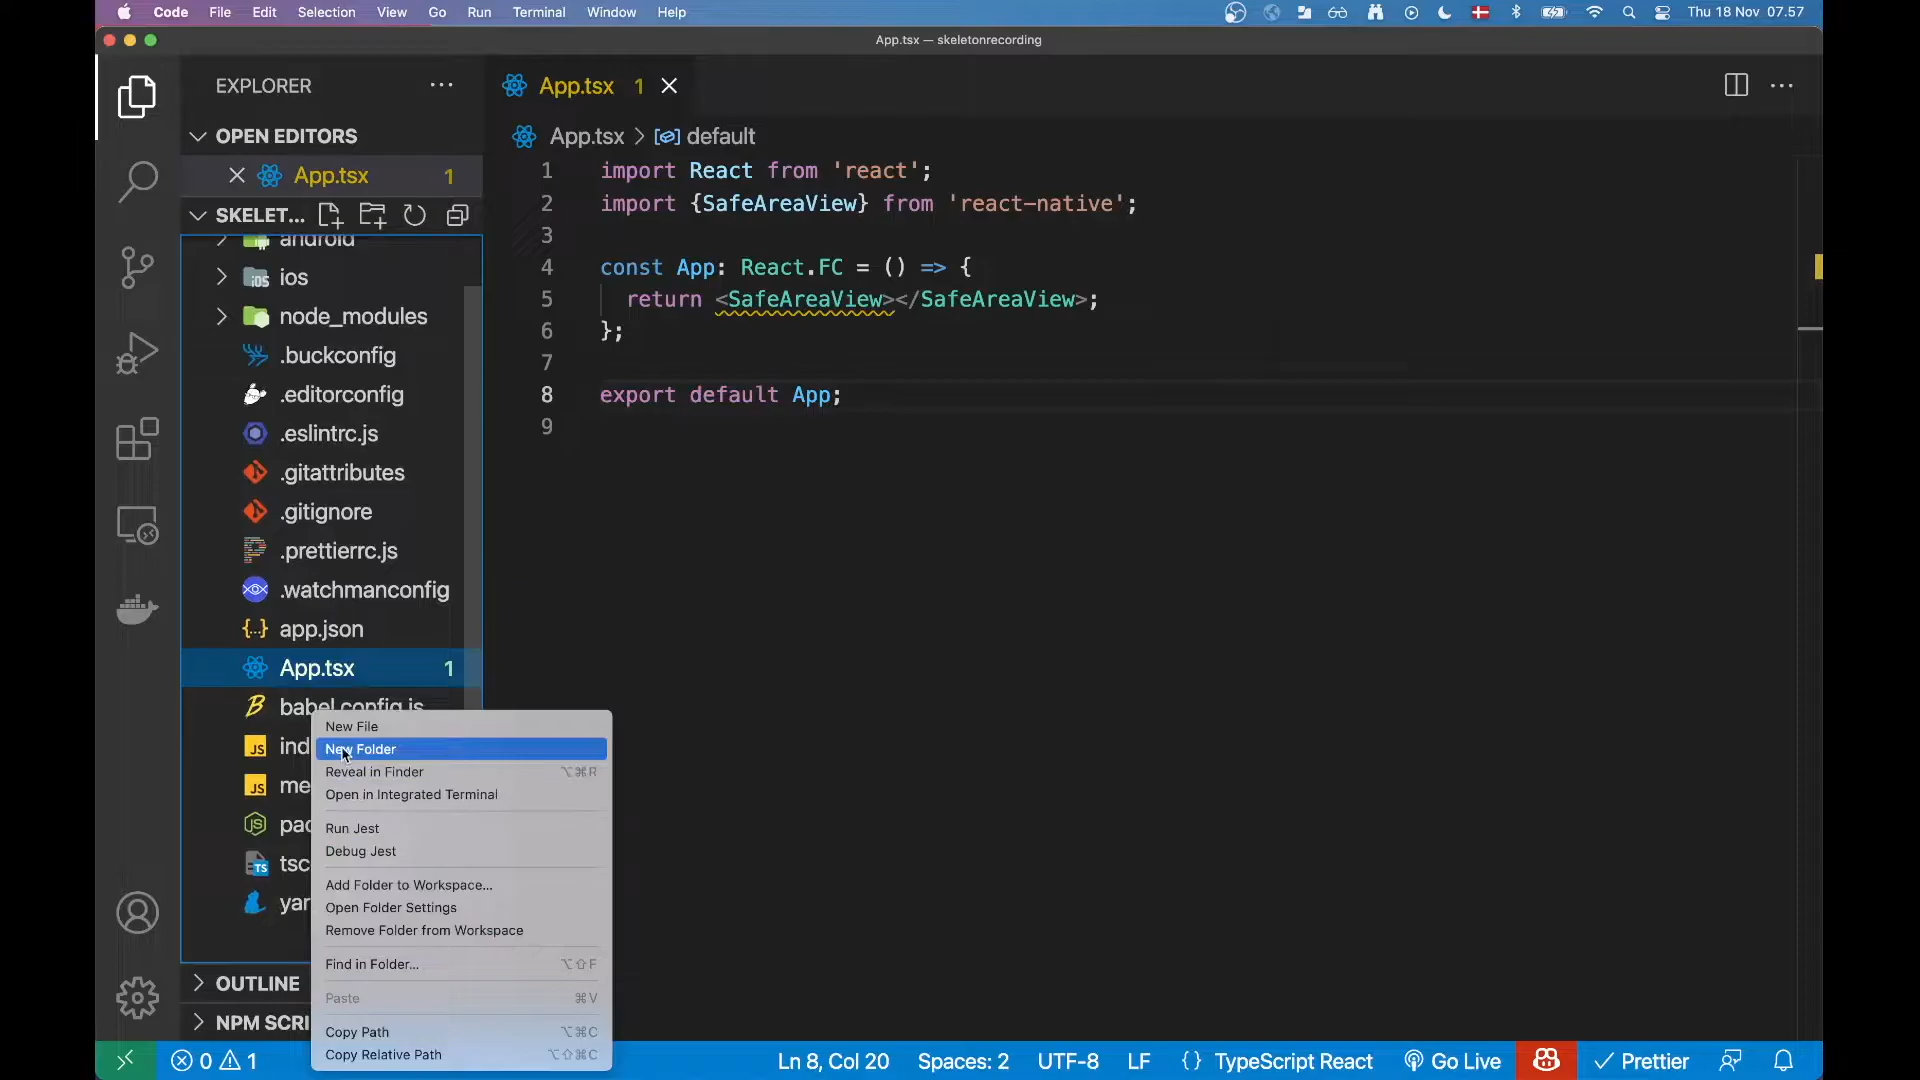 Code File Edit Selection View Go Run Terminal Window Help Thu 18 Nov 07.57
App.tsx — skeletonrecording
EXPLORER
OPEN EDITORS
App.tsx 1
SKELET...
android
ios
node_modules
.buckconfig
.editorconfig
.eslintrc.js
.gitattributes
.gitignore
.prettierrc.js
.watchmanconfig
app.json
App.tsx 1
babel.config.js
ind
me
pac
tsc
yar
OUTLINE
NPM SCRI
New File
New Folder
Reveal in Finder ⌥⌘R
Open in Integrated Terminal
Run Jest
Debug Jest
Add Folder to Workspace...
Open Folder Settings
Remove Folder from Workspace
Find in Folder... ⌥⇧F
Paste ⌘V
Copy Path ⌥⌘C
Copy Relative Path ⌥⇧⌘C
App.tsx 1
App.tsx > default
1 import React from 'react';
2 import {SafeAreaView} from 'react-native';
3
4 const App: React.FC = () => {
5 return <SafeAreaView></SafeAreaView>;
6 };
7
8 export default App;
9
0 1 Ln 8, Col 20 Spaces: 2 UTF-8 LF {} TypeScript React Go Live Prettier